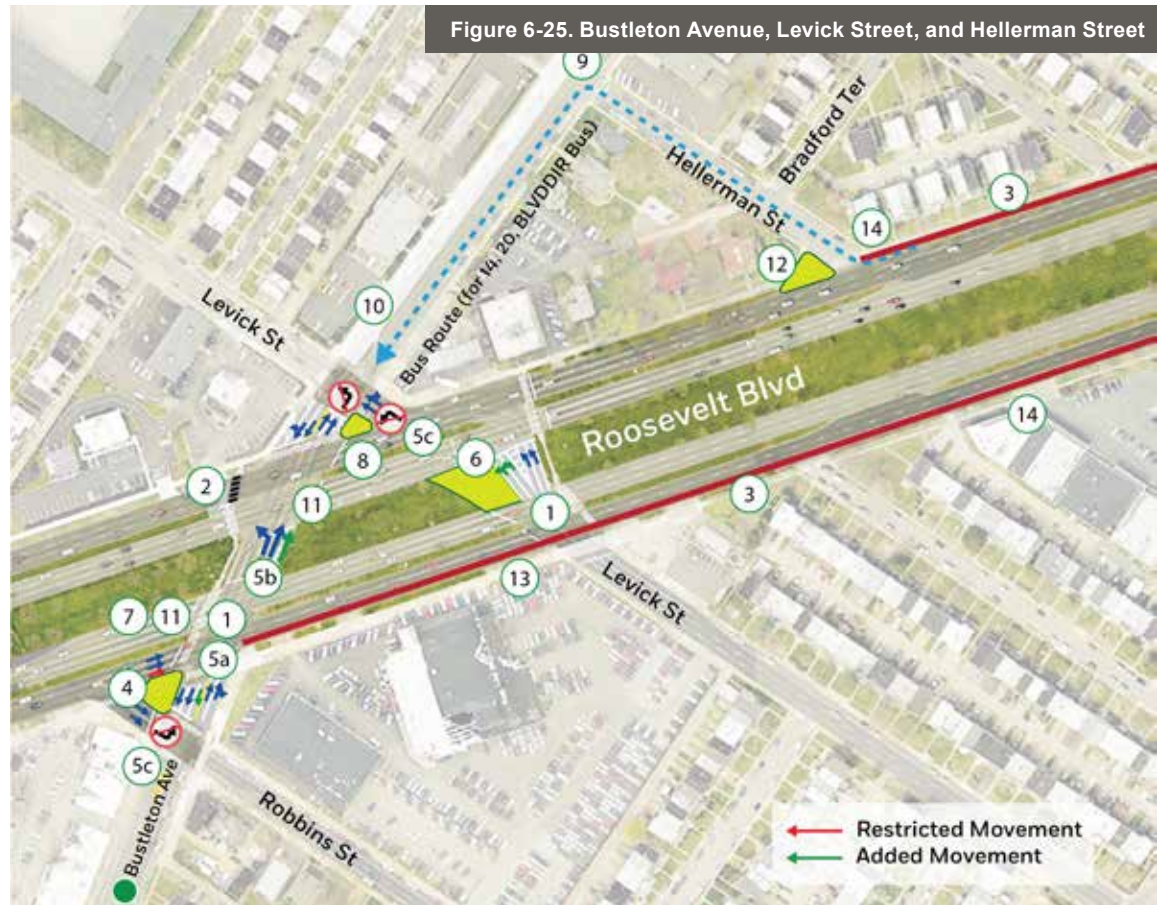 Figure 6-25. Bustleton Avenue, Levick Street, and Hellerman Street
9
Bradford Ter
Hellerman St
3
14
12
Bus Route (for 14, 20, BLVDDIR Bus)
Levick St
10
Roosevelt Blvd
5c
8
6
2
11
1
14
3
5b
13
Levick St
7
11
1
5a
4
5c
Bustleton Ave
Robbins St
Restricted Movement
Added Movement